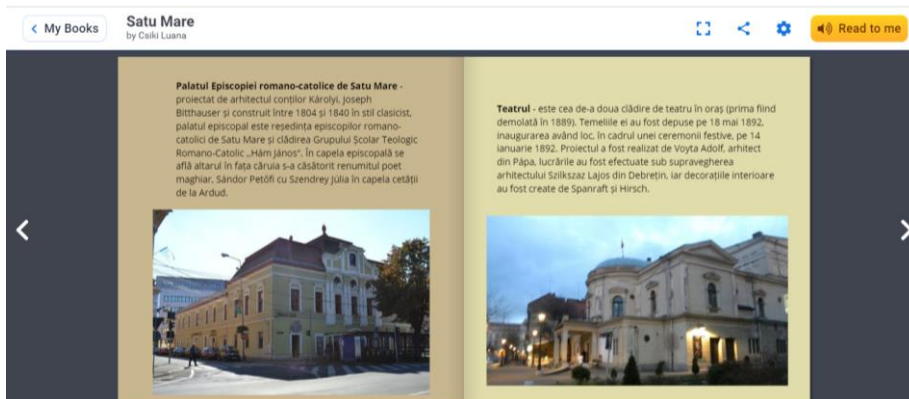 My Books
Satu Mare
by Csiki Luana
Read to me
Palatul Episcopiei romano-catolice de Satu Mare -
proiectat de arhitectul conților Károlyi, Joseph
Bitthauser și construit între 1804 și 1840 în stil clasicist,
palatul episcopal este reședința episcopilor romano-
catolici de Satu Mare și clădirea Grupului Școlar Teologic
Romano-Catolic „Hám János”. În capela episcopală se
află altarul în fața căruia s-a căsătorit renumitul poet
maghiar, Sándor Petőfi cu Szendrey Júlia în capela cetății
de la Ardud.
Teatrul - este cea de-a doua clădire de teatru în oraș (prima fiind
demolată în 1889). Temeliile ei au fost depuse pe 18 mai 1892,
inaugurarea având loc, în cadrul unei ceremonii festive, pe 14
ianuarie 1892. Proiectul a fost realizat de Voyta Adolf, arhitect
din Pápa, lucrările au fost efectuate sub supravegherea
arhitectului Szilkszaz Lajos din Debrețin, iar decorațiile interioare
au fost create de Spanraft și Hirsch.